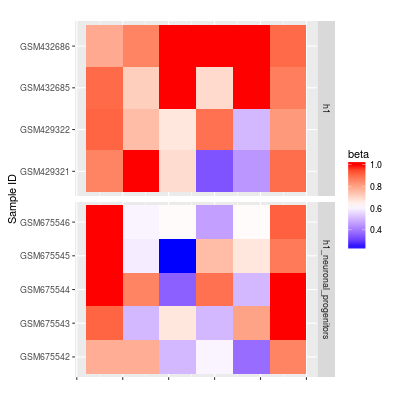 GSM432686
GSM432685
GSM429322
GSM429321
h1
GSM675546
GSM675545
GSM675544
GSM675543
GSM675542
h1_neuronal_progenitors
Sample ID
beta
1.0
0.8
0.6
0.4